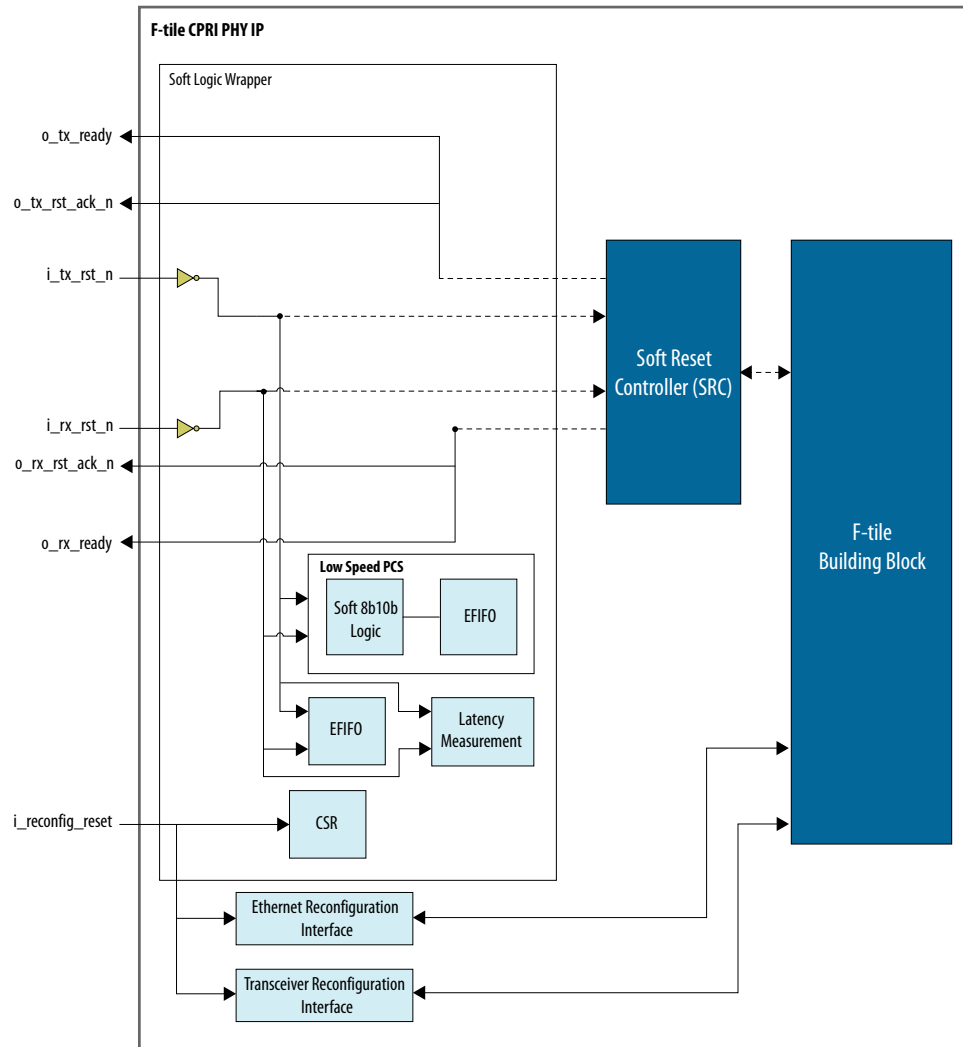 F-tile CPRI PHY IP
Soft Logic Wrapper
o_tx_ready
o_tx_rst_ack_n
i_tx_rst_n
i_rx_rst_n
o_rx_rst_ack_n
o_rx_ready
Soft Reset
Controller (SRC)
F-tile
Building Block
Low Speed PCS
Soft 8b10b
Logic
EFIFO
EFIFO
Latency
Measurement
i_reconfig_reset
CSR
Ethernet Reconfiguration
Interface
Transceiver Reconfiguration
Interface